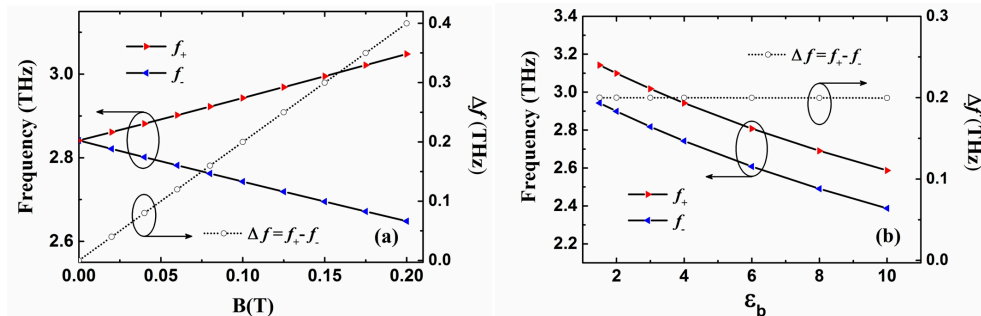 f+
f-
Δf=f+-f-
(a)
Frequency (THz)
3.0
2.8
2.6
0.00
0.05
0.10
0.15
0.20
B(T)
0.4
0.3
0.2
0.1
0.0
Δf(THz)
Δf=f+-f-
f+
f-
(b)
Frequency (THz)
3.4
3.2
3.0
2.8
2.6
2.4
2.2
2
4
6
8
10
εb
0.3
0.2
0.1
0.0
Δf(THz)